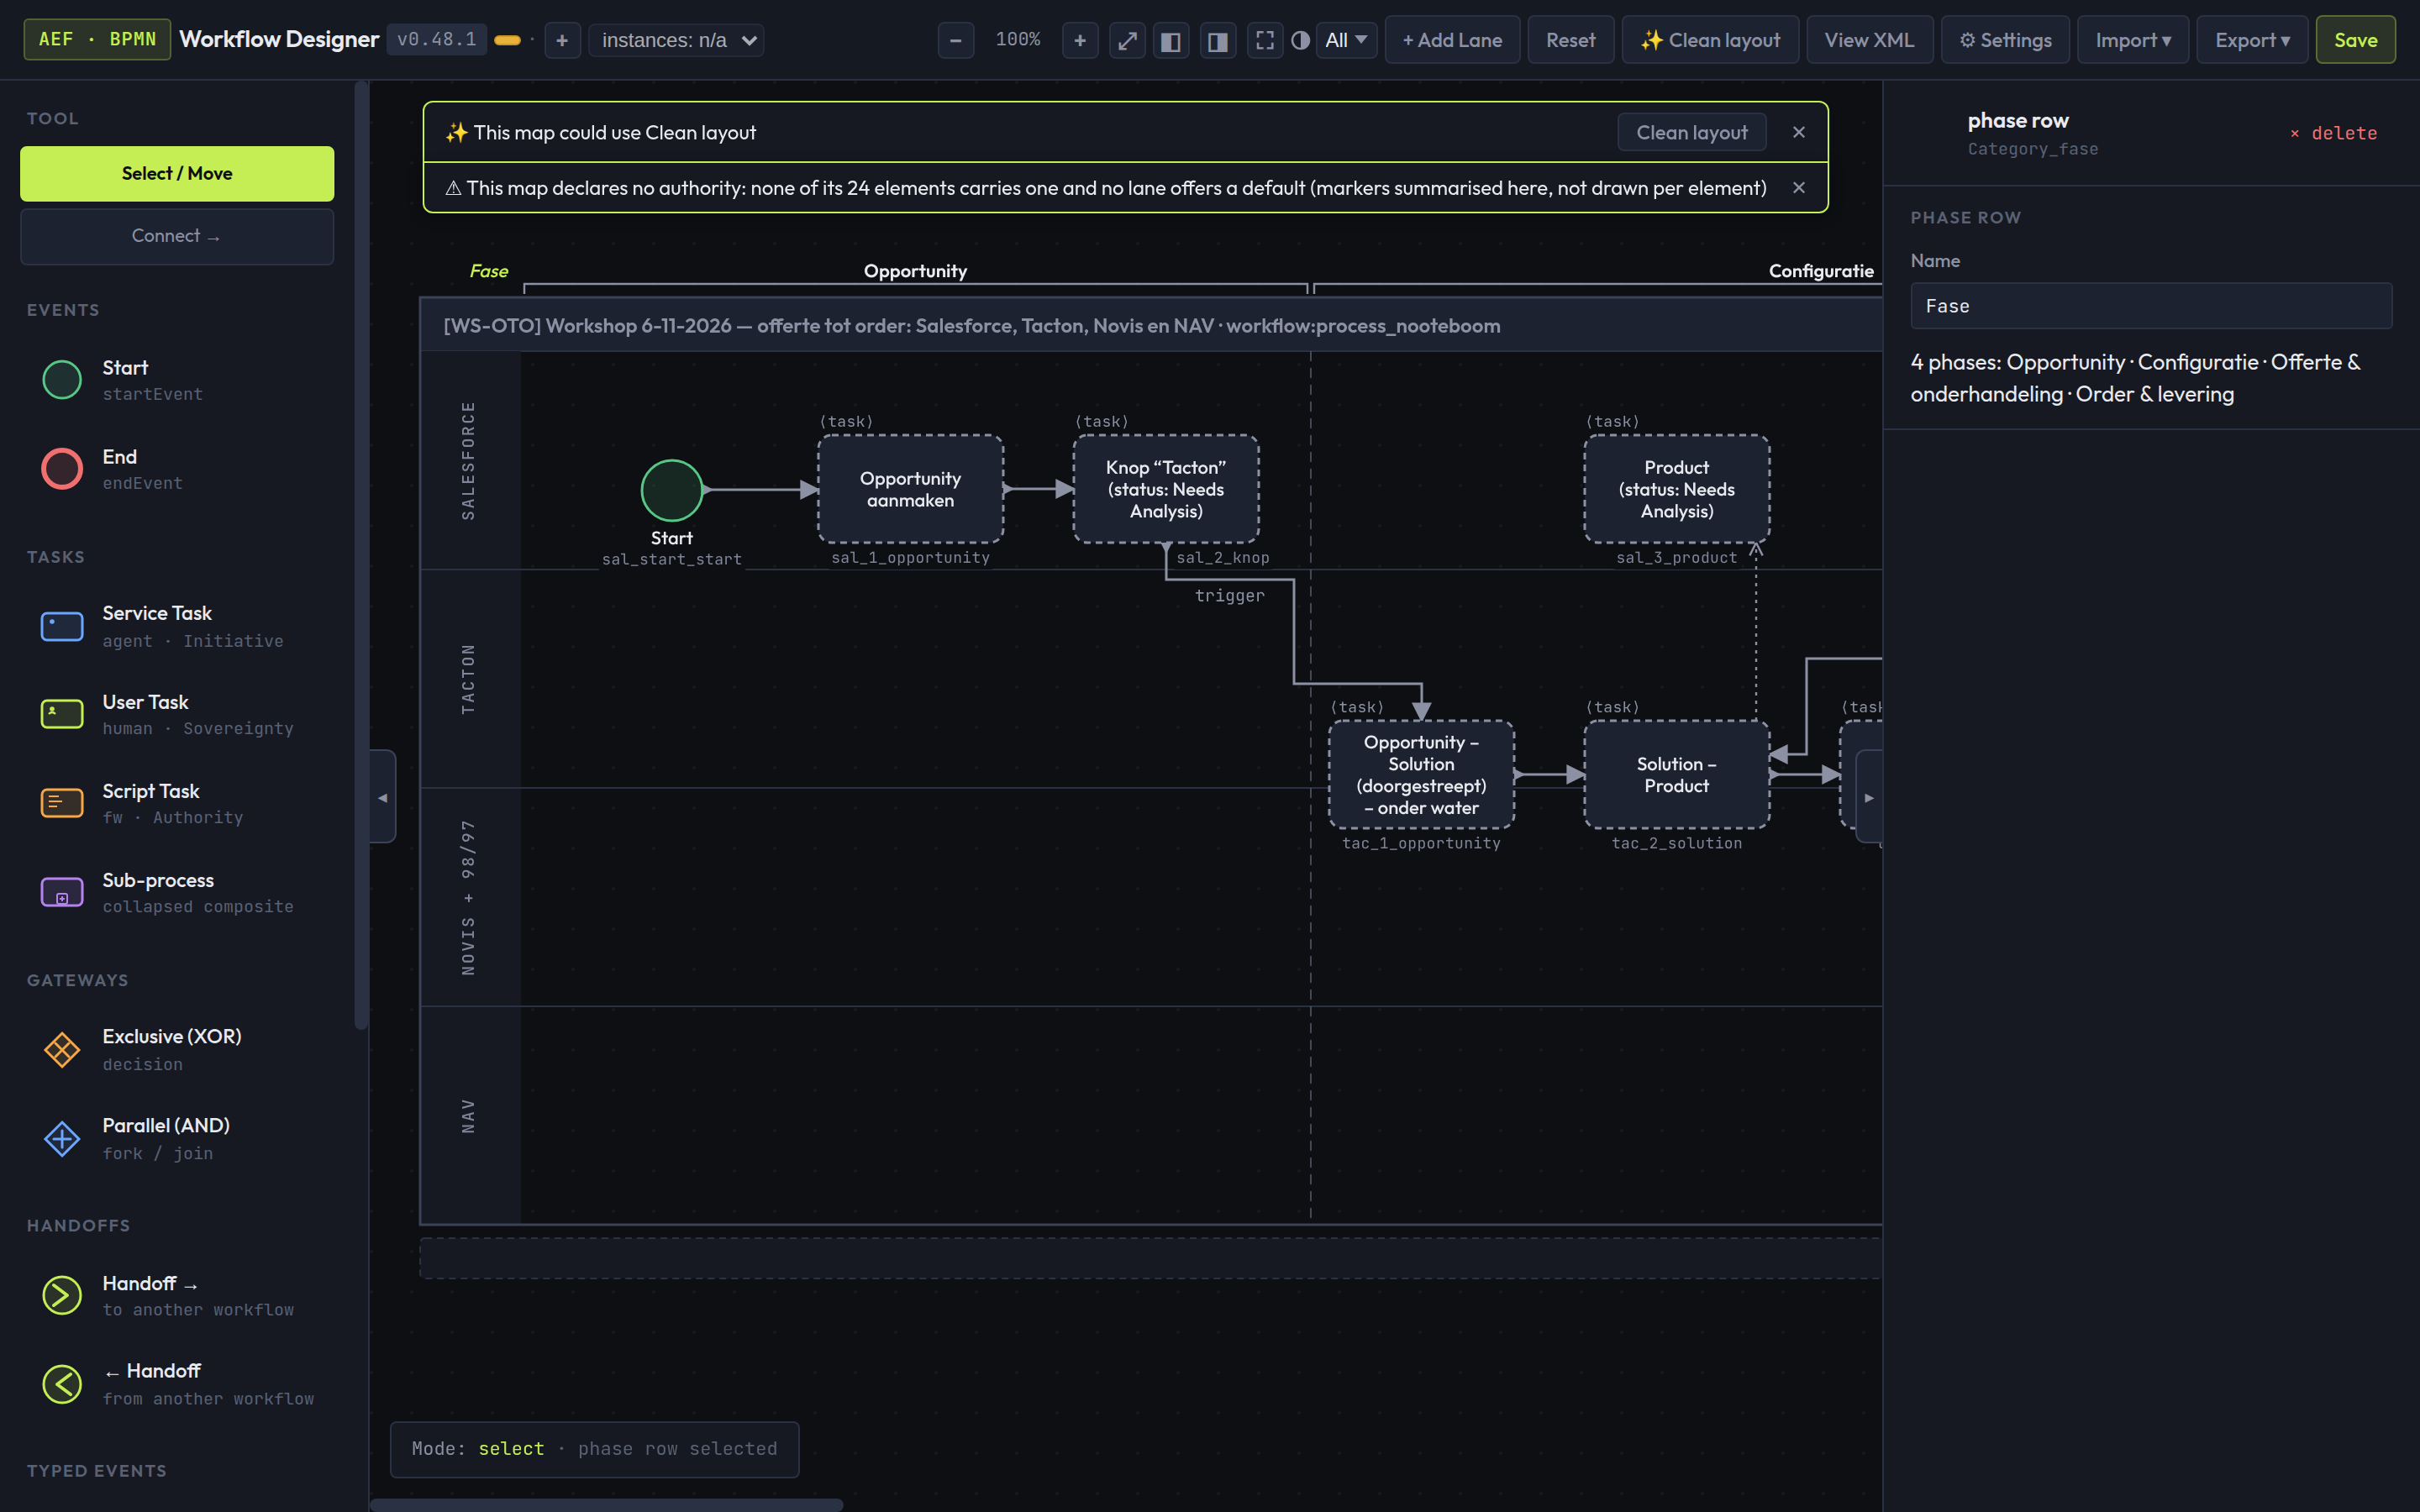 AEF · BPMN Workflow Designer v0.48.1 · + instances: n/a − 100% + All + Add Lane Reset ✨ Clean layout View XML ⚙ Settings Import ▾ Export ▾ Save
TOOL
Select / Move
Connect →
EVENTS
Start
startEvent
End
endEvent
TASKS
Service Task
agent · Initiative
User Task
human · Sovereignty
Script Task
fw · Authority
Sub-process
collapsed composite
GATEWAYS
Exclusive (XOR)
decision
Parallel (AND)
fork / join
HANDOFFS
Handoff →
to another workflow
← Handoff
from another workflow
TYPED EVENTS
✨ This map could use Clean layout
Clean layout ✕
⚠ This map declares no authority: none of its 24 elements carries one and no lane offers a default (markers summarised here, not drawn per element) ✕
Fase
Opportunity
Configuratie
[WS-OTO] Workshop 6-11-2026 — offerte tot order: Salesforce, Tacton, Novis en NAV · workflow:process_nooteboom
SALESFORCE
Start
sal_start_start
⟨task⟩
Opportunity
aanmaken
sal_1_opportunity
⟨task⟩
Knop “Tacton”
(status: Needs
Analysis)
sal_2_knop
⟨task⟩
Product
(status: Needs
Analysis)
sal_3_product
trigger
TACTON
⟨task⟩
Opportunity –
Solution
(doorgestreept)
– onder water
tac_1_opportunity
⟨task⟩
Solution –
Product
tac_2_solution
⟨task
NOVIS + 98/97
NAV
Mode: select · phase row selected
phase row
Category_fase
× delete
PHASE ROW
Name
Fase
4 phases: Opportunity · Configuratie · Offerte &
onderhandeling · Order & levering